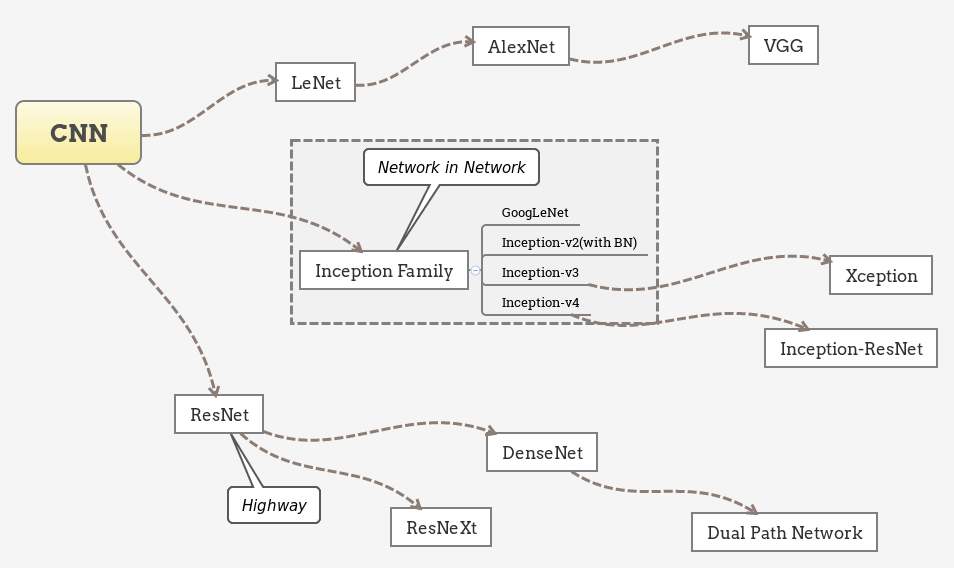 CNN
LeNet
AlexNet
VGG
Network in Network
Inception Family
GoogLeNet
Inception-v2(with BN)
Inception-v3
Inception-v4
Xception
Inception-ResNet
ResNet
Highway
ResNeXt
DenseNet
Dual Path Network